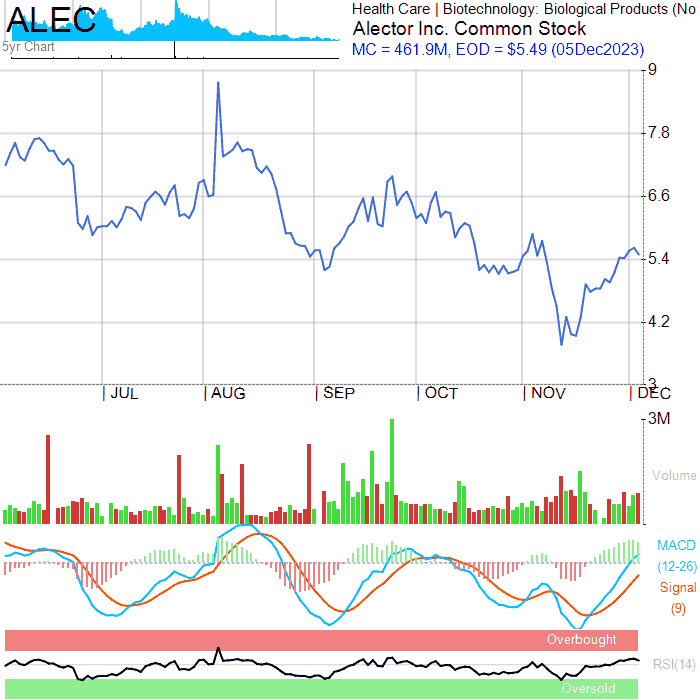 ALEC
5yr Chart
Health Care | Biotechnology: Biological Products (No
Alector Inc. Common Stock
MC = 461.9M, EOD = $5.49 (05Dec2023)
9
7.8
6.6
5.4
4.2
3
JUL AUG SEP OCT NOV DEC
3M
Volume
MACD
(12-26)
Signal
(9)
Overbought
RSI(14)
Oversold